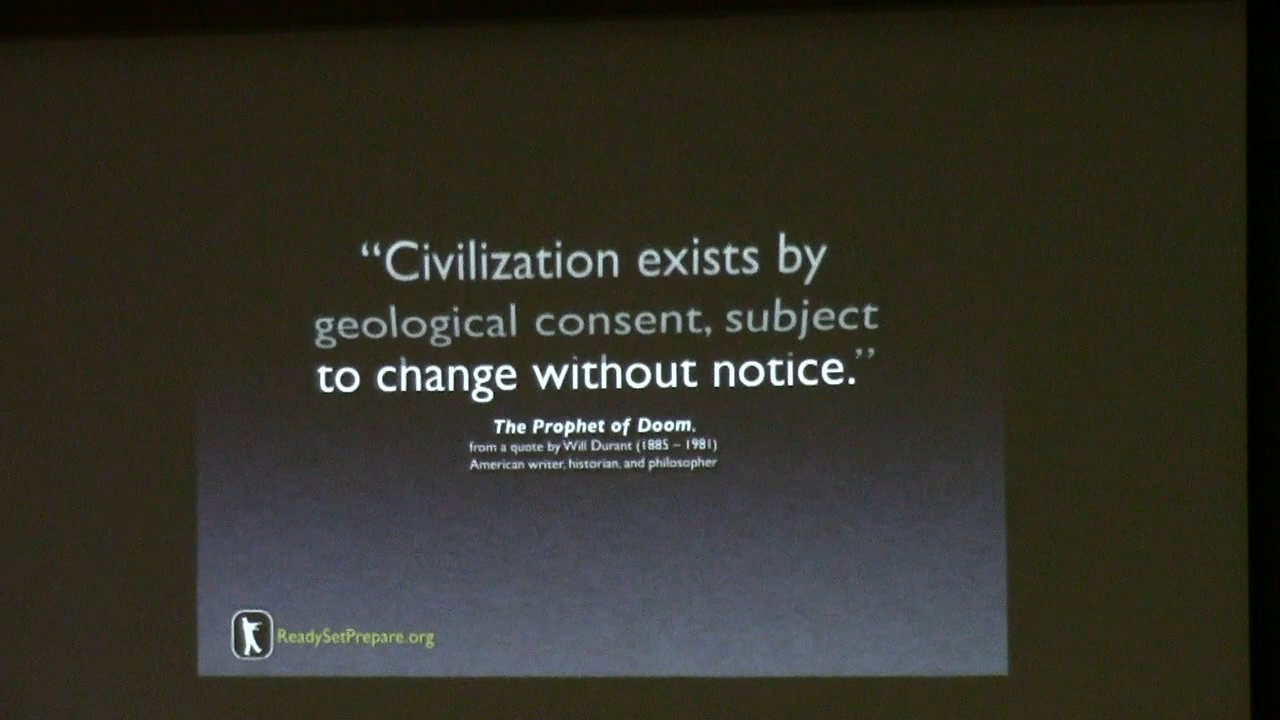 “Civilization exists by
geological consent, subject
to change without notice.”
The Prophet of Doom.
from a quote by Will Durant (1885 – 1981)
American writer, historian, and philosopher
ReadySetPrepare.org